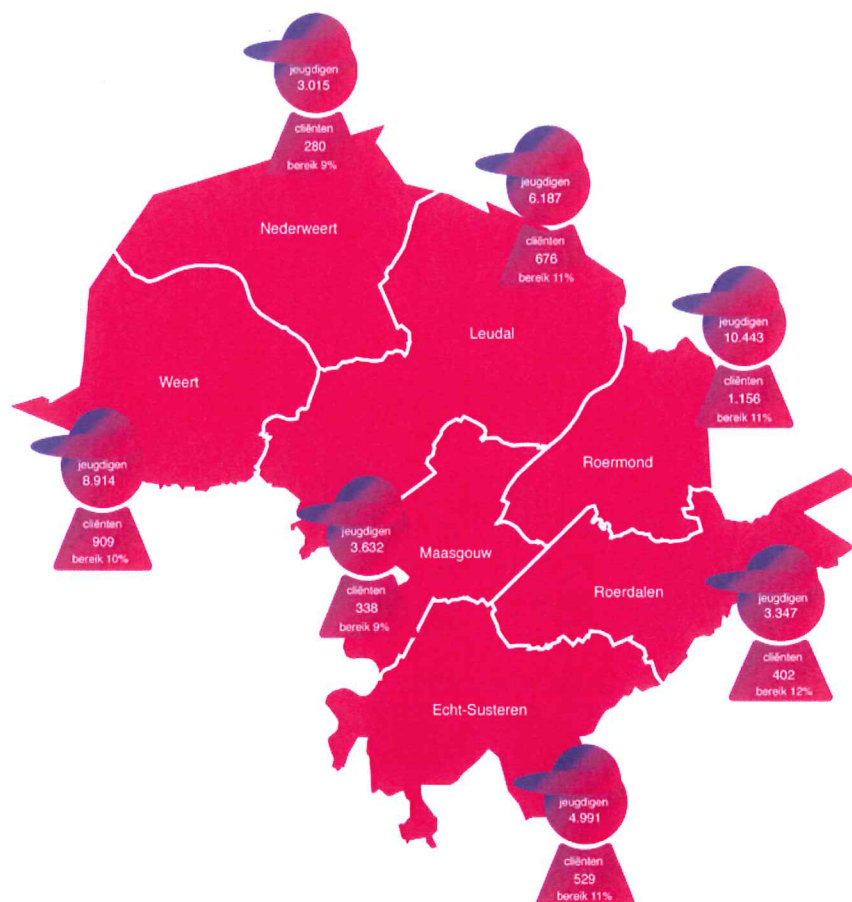 jeugdigen
3.015
cliënten
280
bereik 9%
jeugdigen
6.187
cliënten
676
bereik 11%
Nederweert
jeugdigen
10.443
cliënten
1.156
bereik 11%
Leudal
Weert
jeugdigen
8.914
cliënten
909
bereik 10%
Roermond
jeugdigen
3.632
cliënten
338
bereik 9%
Maasgouw
Roerdalen
jeugdigen
3.347
cliënten
402
bereik 12%
Echt-Susteren
jeugdigen
4.991
cliënten
529
bereik 11%